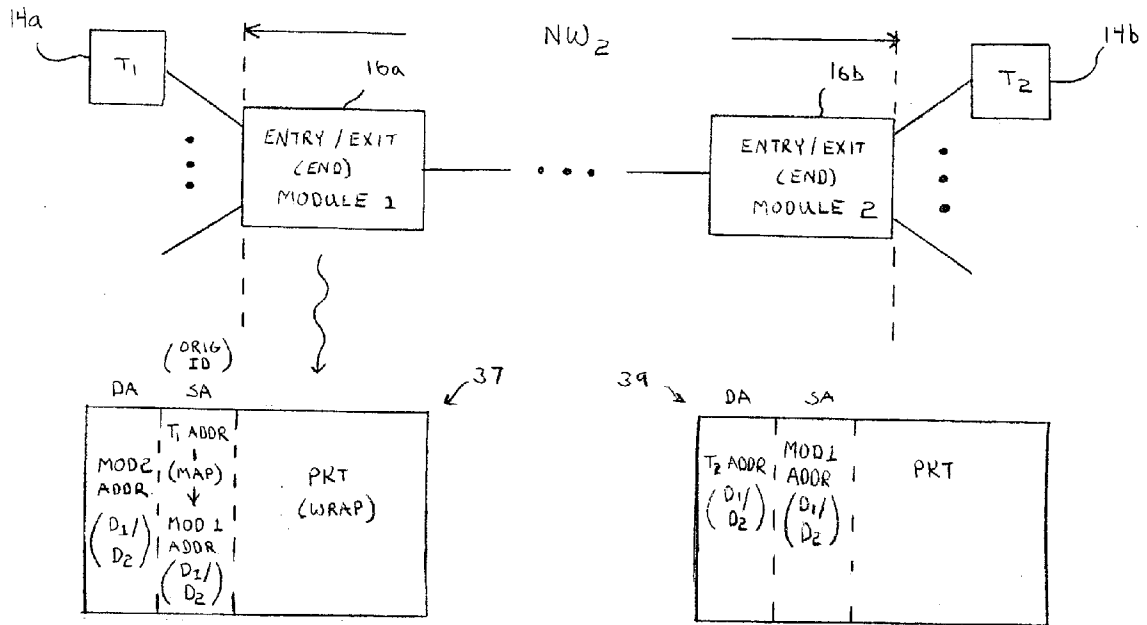 14a
T1
NW2
14b
T2
16a
ENTRY/EXIT
(END)
MODULE 1
16b
ENTRY/EXIT
(END)
MODULE 2
(ORIG
ID)
DA SA
37
MOD2
ADDR.
(D1/
D2)
T1 ADDR
(MAP)
MOD 1
ADDR
(D1/
D2)
PKT
(WRAP)
39
DA SA
T2 ADDR
(D1/
D2)
MOD1
ADDR
(D1/
D2)
PKT